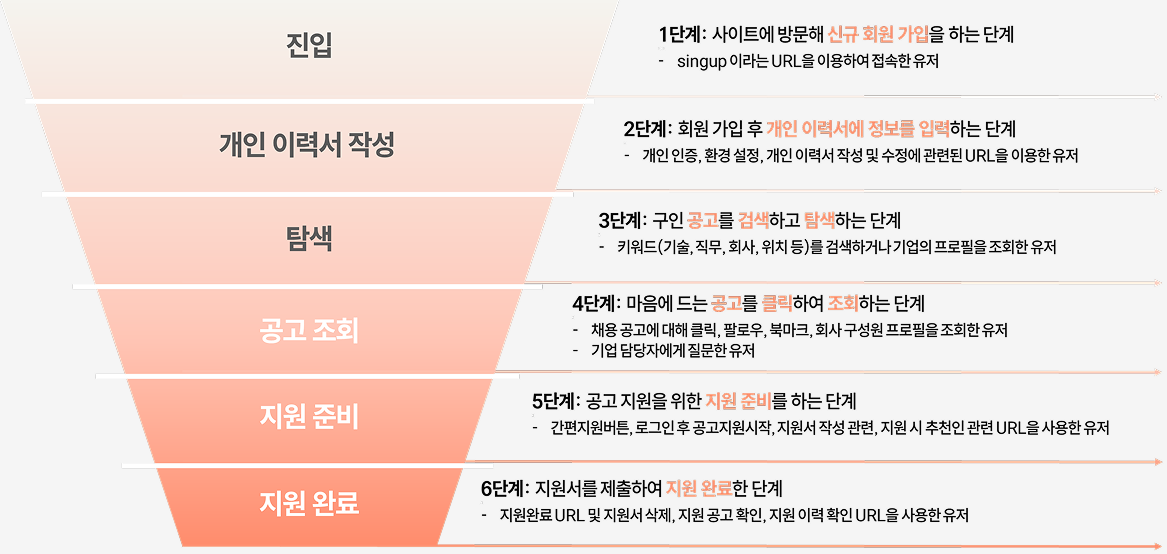 진입
1단계: 사이트에 방문해 신규 회원 가입을 하는 단계
- singup 이라는 URL을 이용하여 접속한 유저
개인 이력서 작성
2단계: 회원 가입 후 개인 이력서에 정보를 입력하는 단계
- 개인 인증, 환경 설정, 개인 이력서 작성 및 수정에 관련된 URL을 이용한 유저
탐색
3단계: 구인 공고를 검색하고 탐색하는 단계
- 키워드(기술, 직무, 회사, 위치 등)를 검색하거나 기업의 프로필을 조회한 유저
공고 조회
4단계: 마음에 드는 공고를 클릭하여 조회하는 단계
- 채용 공고에 대해 클릭, 팔로우, 북마크, 회사 구성원 프로필을 조회한 유저
- 기업 담당자에게 질문한 유저
지원 준비
5단계: 공고 지원을 위한 지원 준비를 하는 단계
- 간편지원버튼, 로그인 후 공고지원시작, 지원서 작성 관련, 지원 시 추천인 관련 URL을 사용한 유저
지원 완료
6단계: 지원서를 제출하여 지원 완료한 단계
- 지원완료 URL 및 지원서 삭제, 지원 공고 확인, 지원 이력 확인 URL을 사용한 유저